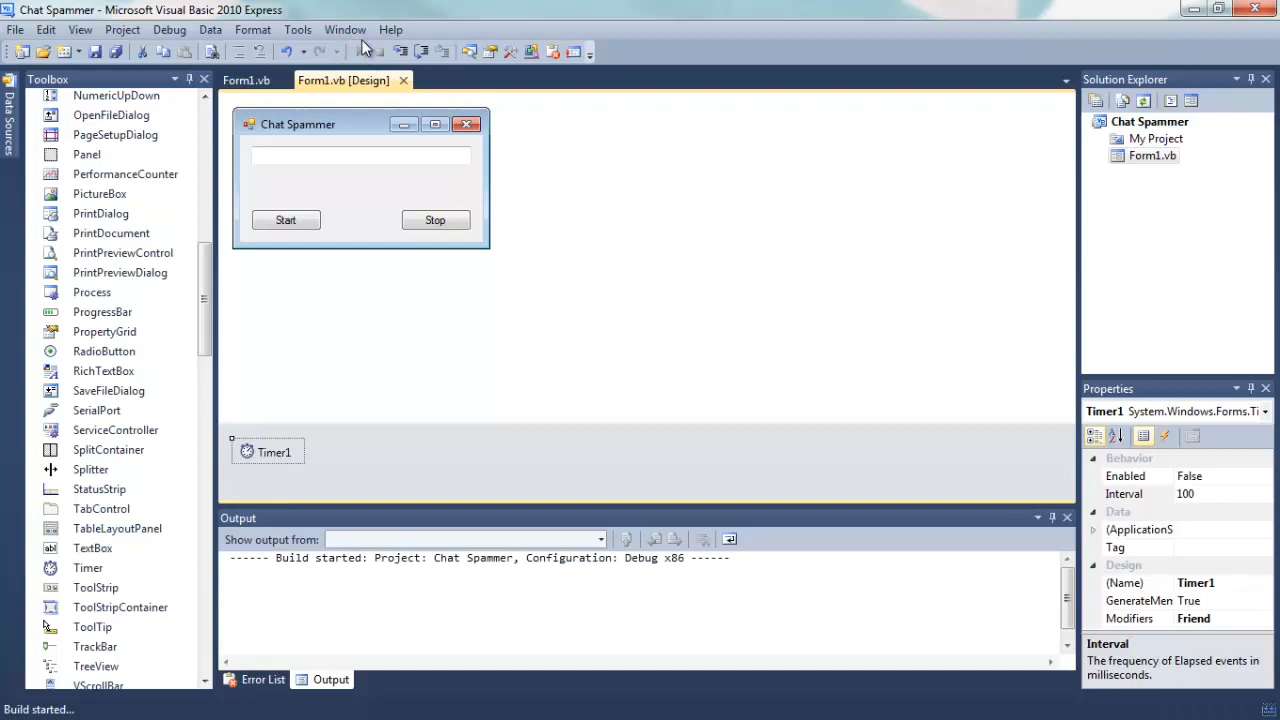 Chat Spammer - Microsoft Visual Basic 2010 Express
File Edit View Project Debug Data Format Tools Window Help
Toolbox
NumericUpDown
OpenFileDialog
PageSetupDialog
Panel
PerformanceCounter
PictureBox
PrintDialog
PrintDocument
PrintPreviewControl
PrintPreviewDialog
Process
ProgressBar
PropertyGrid
RadioButton
RichTextBox
SaveFileDialog
SerialPort
ServiceController
SplitContainer
Splitter
StatusStrip
TabControl
TableLayoutPanel
TextBox
Timer
ToolStrip
ToolStripContainer
ToolTip
TrackBar
TreeView
VScrollBar
Data Sources
Form1.vb Form1.vb [Design]
Chat Spammer
Start Stop
Timer1
Output
Show output from:
------ Build started: Project: Chat Spammer, Configuration: Debug x86 ------
Error List Output
Solution Explorer
Chat Spammer
My Project
Form1.vb
Properties
Timer1 System.Windows.Forms.Ti
Behavior
Enabled False
Interval 100
Data
(ApplicationS
Tag
Design
(Name) Timer1
GenerateMen True
Modifiers Friend
Interval
The frequency of Elapsed events in
milliseconds.
Build started...